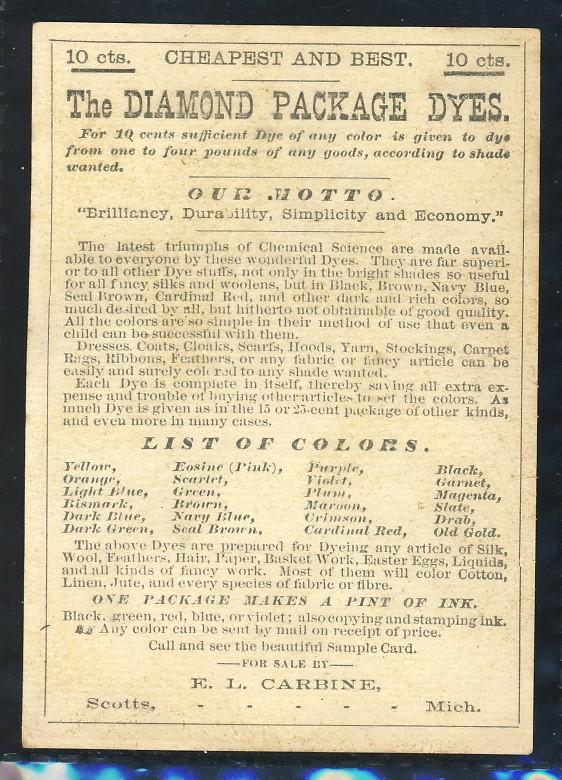 10 cts. CHEAPEST AND BEST. 10 cts.
The DIAMOND PACKAGE DYES.
For 10 cents sufficient Dye of any color is given to dye
from one to four pounds of any goods, according to shade
wanted.
OUR MOTTO.
"Brilliancy, Durability, Simplicity and Economy."
The latest triumphs of Chemical Science are made avail-
able to everyone by these wonderful Dyes. They are far superi-
or to all other Dye stuffs, not only in the bright shades so useful
for all fancy silks and woolens, but in Black, Brown, Navy Blue,
Seal Brown, Cardinal Red, and other dark and rich colors, so
much desired by all, but hitherto not obtainable of good quality.
All the colors are so simple in their method of use that even a
child can be successful with them.
Dresses, Coats, Cloaks, Scarfs, Hoods, Yarn, Stockings, Carpet
Rags, Ribbons, Feathers, or any fabric or fancy article can be
easily and surely colored to any shade wanted.
Each Dye is complete in itself, thereby saving all extra ex-
pense and trouble of buying other articles to set the colors. As
much Dye is given as in the 15 or 25-cent package of other kinds,
and even more in many cases.
LIST OF COLORS.
Yellow, Eosine (Pink), Purple, Black,
Orange, Scarlet, Violet, Garnet,
Light Blue, Green, Plum, Magenta,
Bismark, Brown, Maroon, Slate,
Dark Blue, Navy Blue, Crimson, Drab,
Dark Green, Seal Brown, Cardinal Red, Old Gold.
The above Dyes are prepared for Dyeing any article of Silk,
Wool, Feathers, Hair, Paper, Basket Work, Easter Eggs, Liquids,
and all kinds of fancy work. Most of them will color Cotton,
Linen, Jute, and every species of fabric or fibre.
ONE PACKAGE MAKES A PINT OF INK.
Black, green, red, blue, or violet; also copying and stamping ink.
Any color can be sent by mail on receipt of price.
Call and see the beautiful Sample Card.
—FOR SALE BY—
E. L. CARBINE,
Scotts, - - - - - Mich.